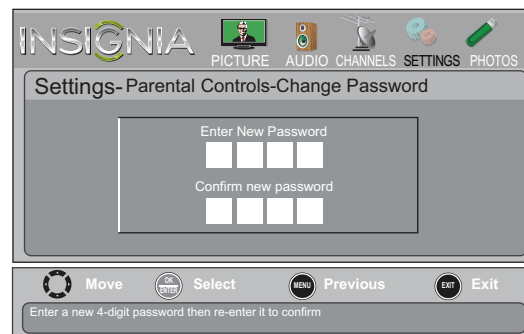 INSIGNIA
PICTURE AUDIO CHANNELS SETTINGS PHOTOS
Settings- Parental Controls-Change Password
Enter New Password
Confirm new password
Move OK ENTER Select MENU Previous EXIT Exit
Enter a new 4-digit password then re-enter it to confirm